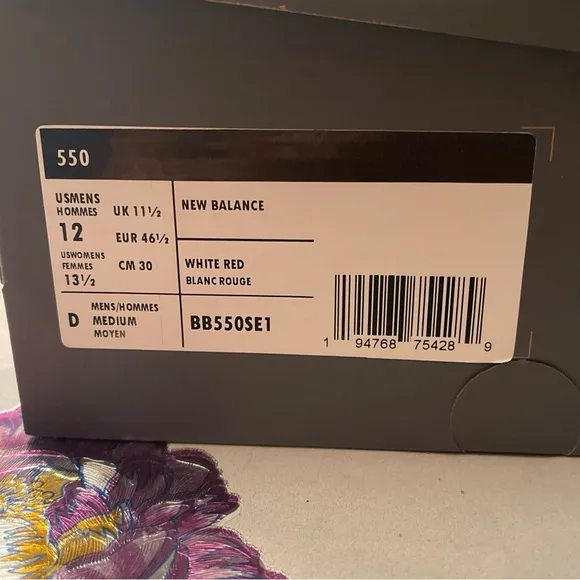 550
USMENS
HOMMES
12
UK 11½
EUR 46½
USWOMENS
FEMMES
13½
CM 30
NEW BALANCE
WHITE RED
BLANC ROUGE
D
MENS/HOMMES
MEDIUM
MOYEN
BB550SE1
1 94768 75428 9